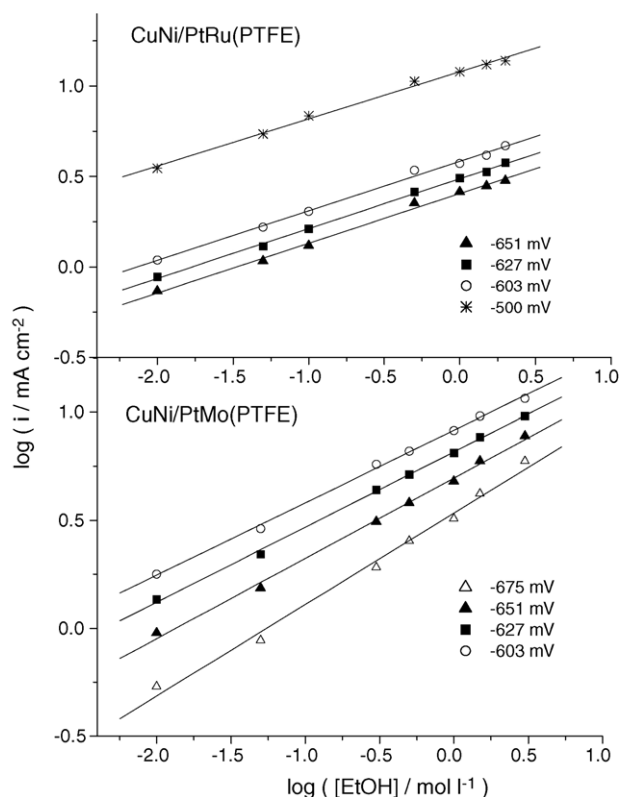 CuNi/PtRu(PTFE)
1.0
0.5
0.0
-0.5
-651 mV
-627 mV
-603 mV
-500 mV
-2.0 -1.5 -1.0 -0.5 0.0 0.5 1.0
log ( i / mA cm⁻²)
CuNi/PtMo(PTFE)
1.0
0.5
0.0
-0.5
-675 mV
-651 mV
-627 mV
-603 mV
-2.0 -1.5 -1.0 -0.5 0.0 0.5 1.0
log ( [EtOH] / mol l⁻¹)